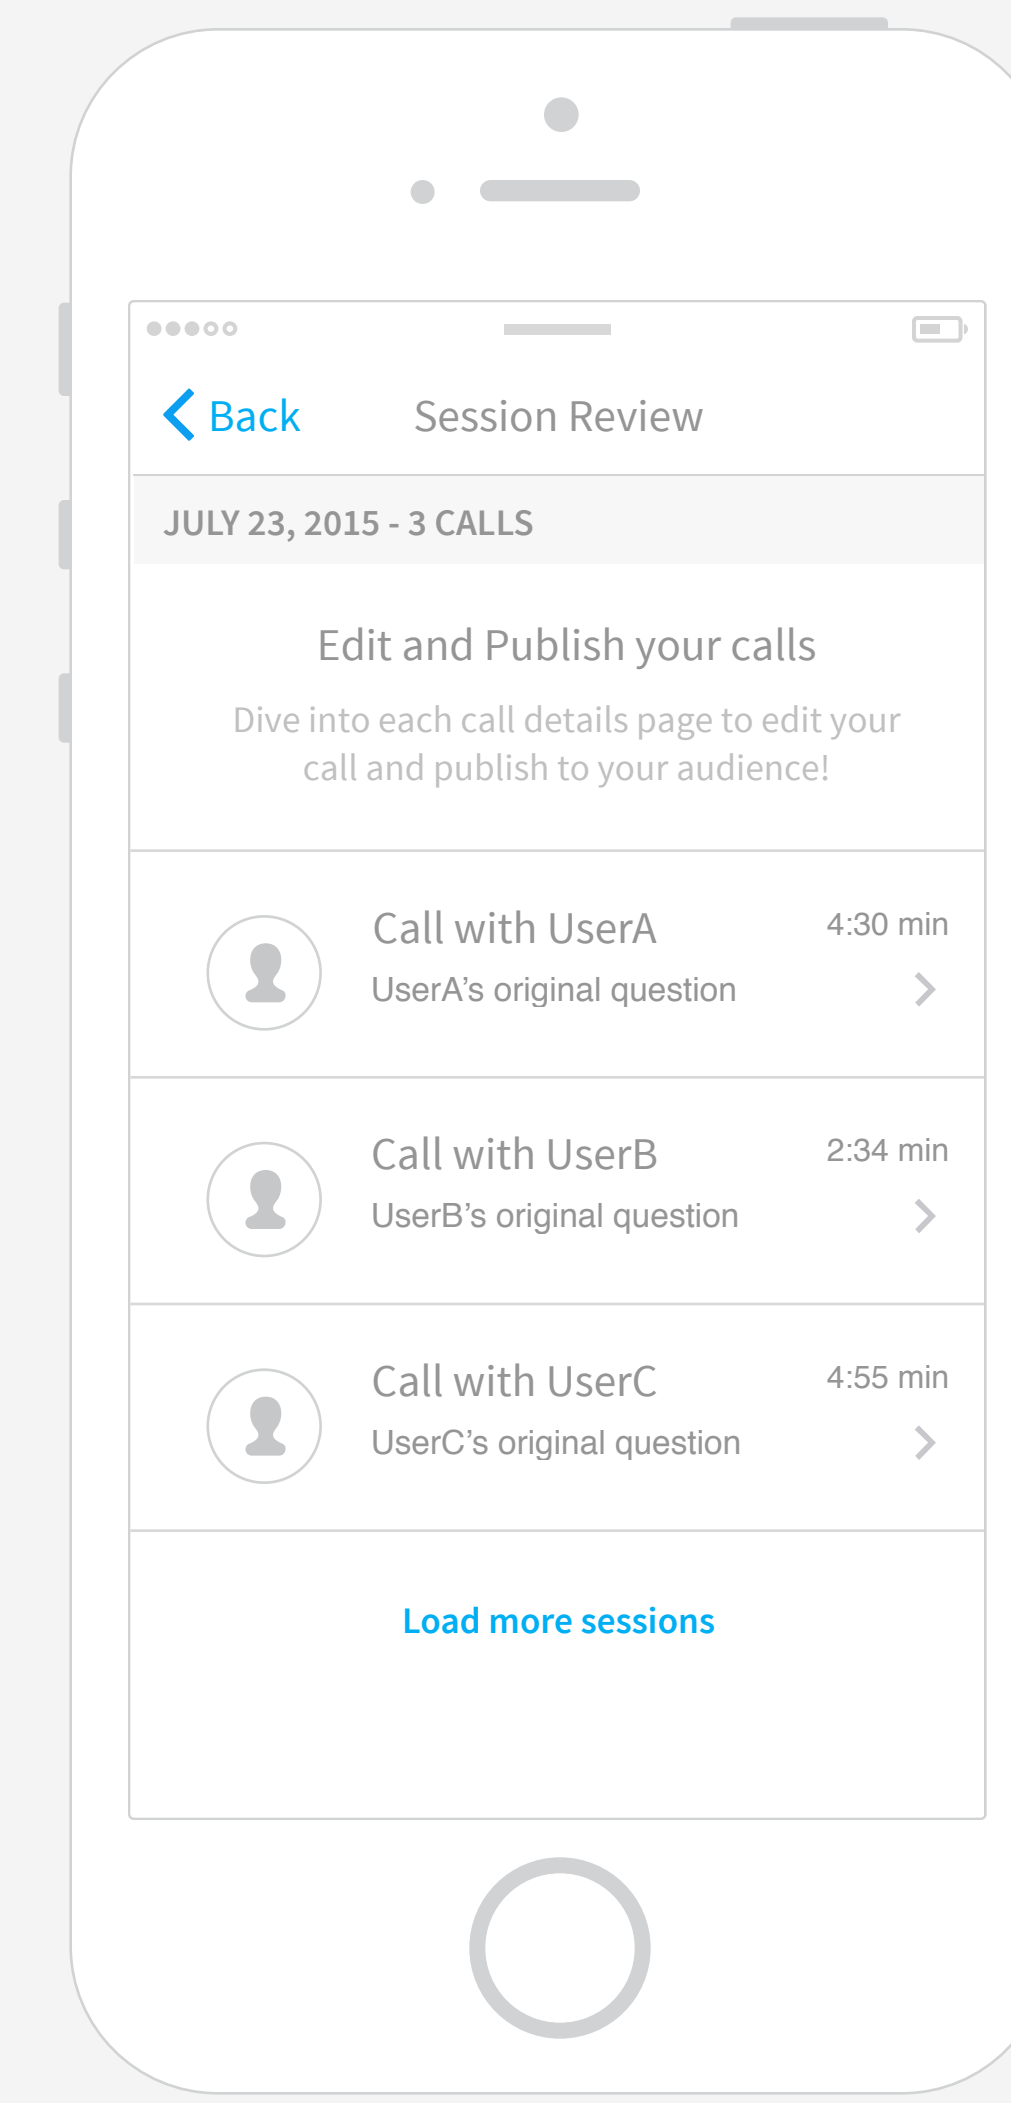 Back Session Review
JULY 23, 2015 - 3 CALLS
Edit and Publish your calls
Dive into each call details page to edit your
call and publish to your audience!
Call with UserA 4:30 min
UserA’s original question
Call with UserB 2:34 min
UserB’s original question
Call with UserC 4:55 min
UserC’s original question
Load more sessions